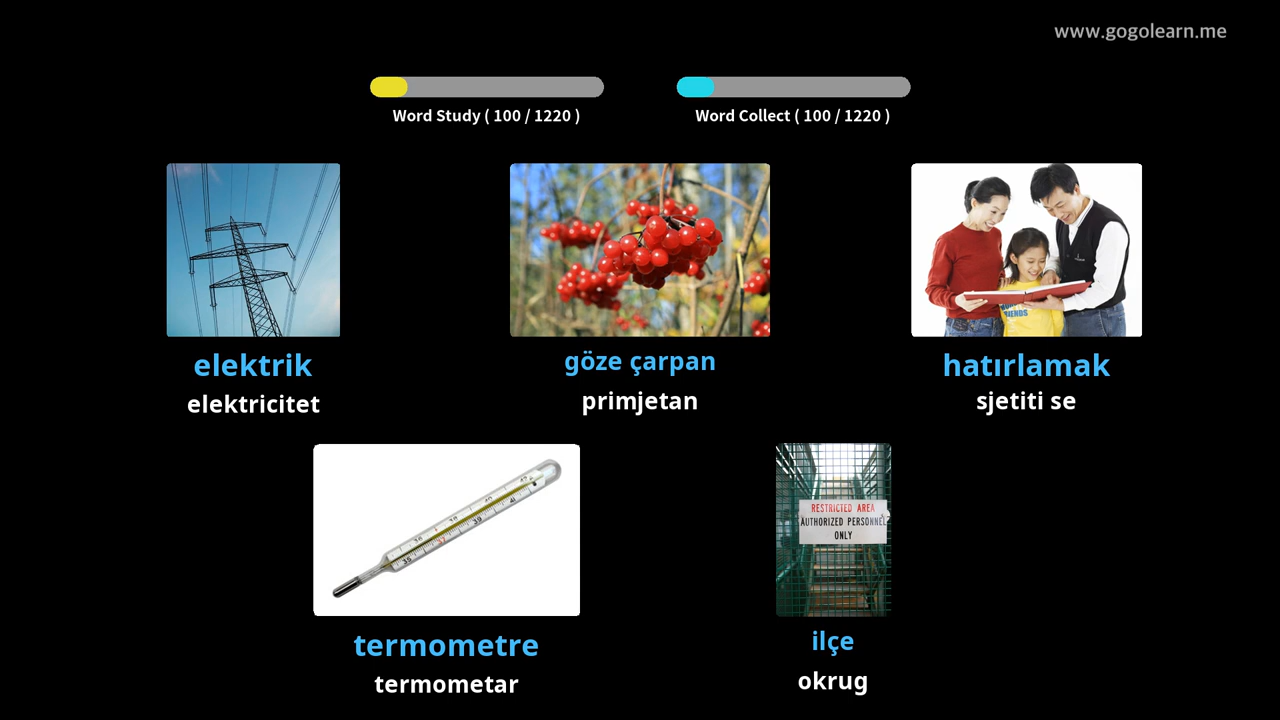 www.gogolearn.me
Word Study ( 100 / 1220 )
Word Collect ( 100 / 1220 )
elektrik
elektricitet
göze çarpan
primjetan
hatırlamak
sjetiti se
RESTRICTED AREA
AUTHORIZED PERSONNEL
ONLY
termometre
termometar
ilçe
okrug